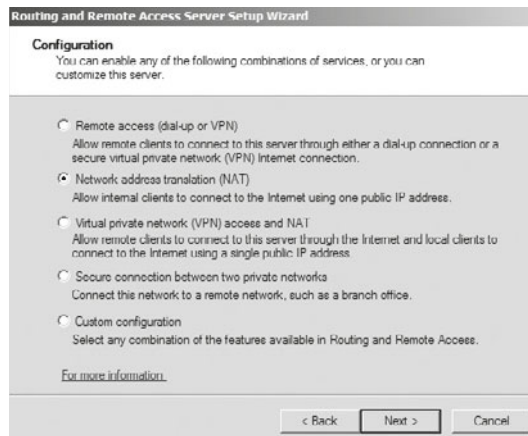 Routing and Remote Access Server Setup Wizard
Configuration
You can enable any of the following combinations of services, or you can
customize this server.
Remote access (dial-up or VPN)
Allow remote clients to connect to this server through either a dial-up connection or a
secure virtual private network (VPN) Internet connection.
Network address translation (NAT)
Allow internal clients to connect to the Internet using one public IP address.
Virtual private network (VPN) access and NAT
Allow remote clients to connect to this server through the Internet and local clients to
connect to the Internet using a single public IP address.
Secure connection between two private networks
Connect this network to a remote network, such as a branch office.
Custom configuration
Select any combination of the features available in Routing and Remote Access.
For more information
< Back Next > Cancel